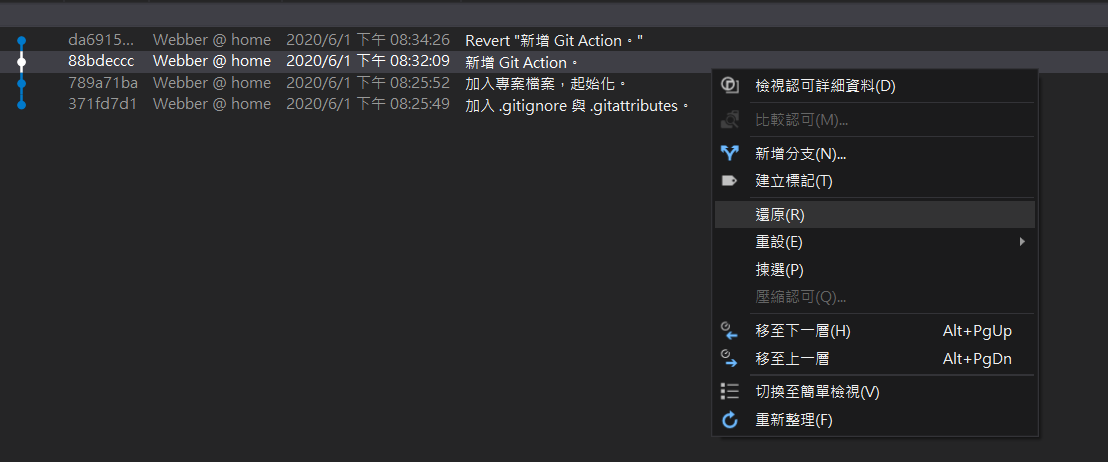 da6915... Webber @ home 2020/6/1 下午 08:34:26 Revert "新增 Git Action。"
88bdeccc Webber @ home 2020/6/1 下午 08:32:09 新增 Git Action。
789a71ba Webber @ home 2020/6/1 下午 08:25:52 加入專案檔案，起始化。
371fd7d1 Webber @ home 2020/6/1 下午 08:25:49 加入 .gitignore 與 .gitattributes。
檢視認可詳細資料(D)
比較認可(M)...
新增分支(N)...
建立標記(T)
還原(R)
重設(E)
揀選(P)
壓縮認可(Q)...
移至下一層(H) Alt+PgUp
移至上一層 Alt+PgDn
切換至簡單檢視(V)
重新整理(F)